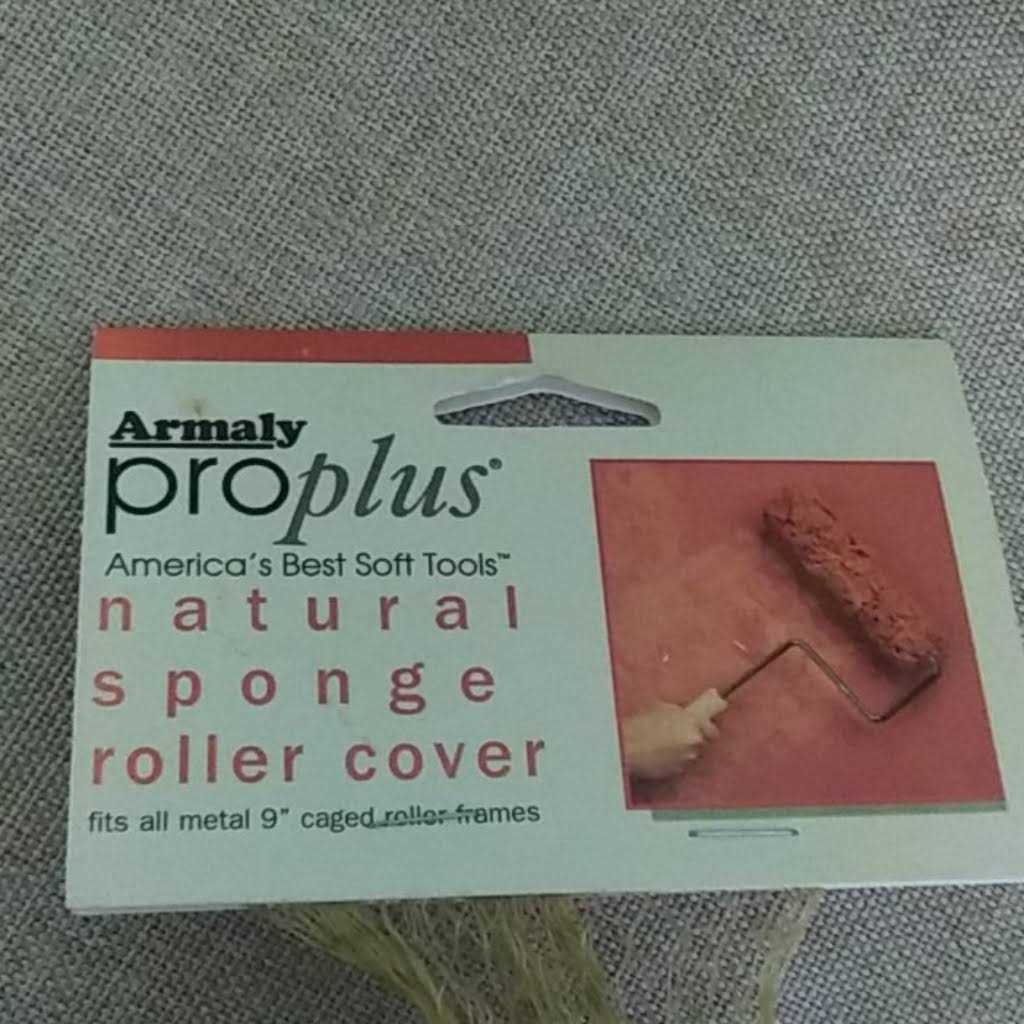 Armaly
proplus®
America's Best Soft Tools™
natural
sponge
roller cover
fits all metal 9" caged roller frames